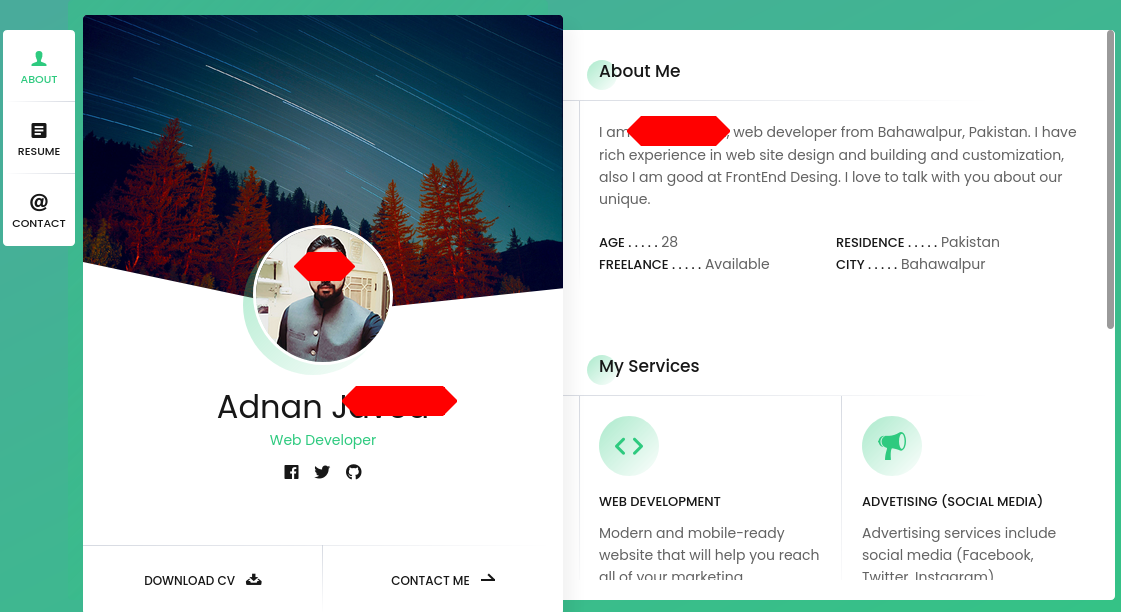 ABOUT
RESUME
CONTACT
Adnan
Web Developer
DOWNLOAD CV
CONTACT ME
About Me
I am , web developer from Bahawalpur, Pakistan. I have
rich experience in web site design and building and customization,
also I am good at FrontEnd Desing. I love to talk with you about our
unique.
AGE . . . . . 28
RESIDENCE . . . . . Pakistan
FREELANCE . . . . . Available
CITY . . . . . Bahawalpur
My Services
WEB DEVELOPMENT
Modern and mobile-ready
website that will help you reach
all of your marketing
ADVETISING (SOCIAL MEDIA)
Advertising services include
social media (Facebook,
Twitter, Instagram)